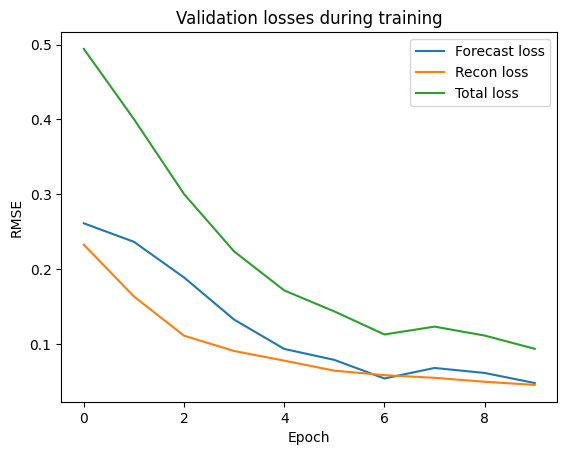 Validation losses during training
Forecast loss
Recon loss
Total loss
RMSE
0.5
0.4
0.3
0.2
0.1
0 2 4 6 8
Epoch